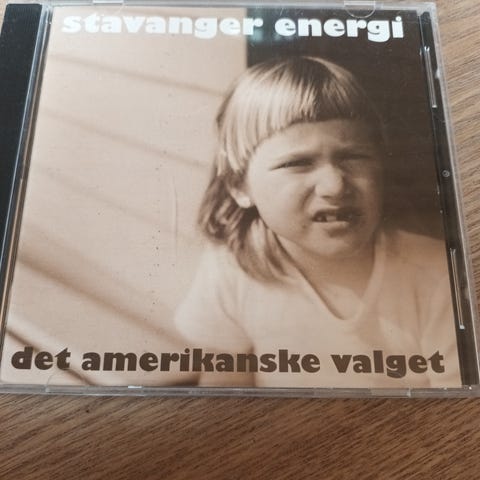 stavanger energi
det amerikanske valget